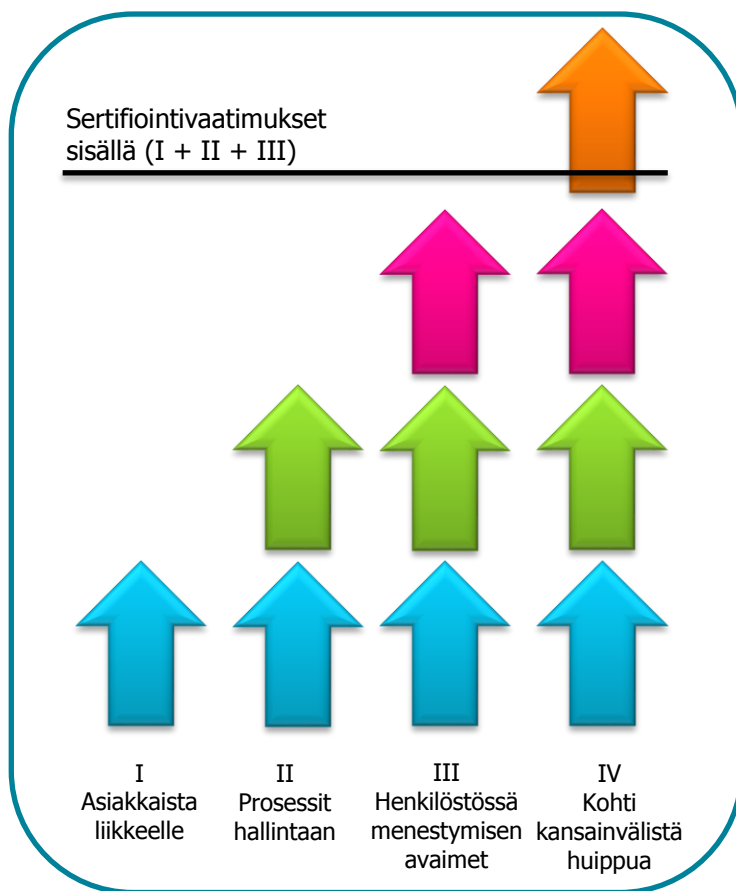 Sertifiointivaatimukset
sisällä (I + II + III)
I
Asiakkaista
liikkeelle
II
Prosessit
hallintaan
III
Henkilöstössä
menestymisen
avaimet
IV
Kohti
kansainvälistä
huippua